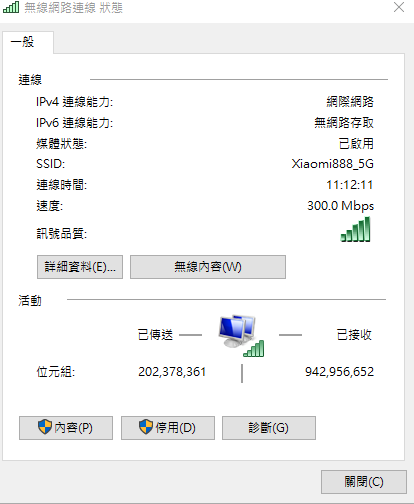 無線網路連線 狀態
一般
連線
IPv4 連線能力: 網際網路
IPv6 連線能力: 無網路存取
媒體狀態: 已啟用
SSID: Xiaomi888_5G
連線時間: 11:12:11
速度: 300.0 Mbps
訊號品質:
詳細資料(E)... 無線內容(W)
活動
已傳送 — — 已接收
位元組: 202,378,361 | 942,956,652
內容(P) 停用(D) 診斷(G)
關閉(C)